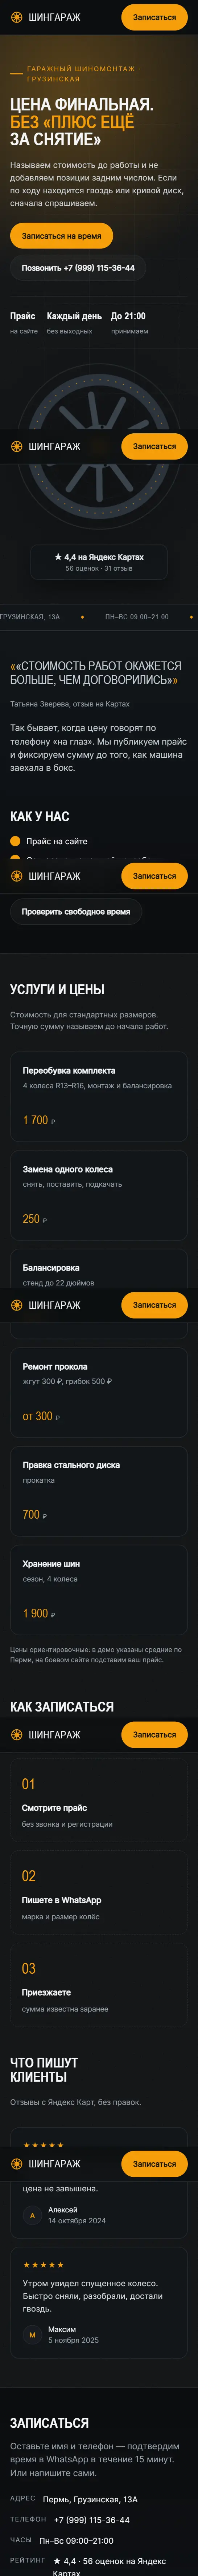 ШИНГАРАЖ
Записаться
ГАРАЖНЫЙ ШИНОМОНТАЖ ·
ГРУЗИНСКАЯ
ЦЕНА ФИНАЛЬНАЯ.
БЕЗ «ПЛЮС ЕЩЁ
ЗА СНЯТИЕ»
Называем стоимость до работы и не
добавляем позиции задним числом. Если
по ходу находится гвоздь или кривой диск,
сначала спрашиваем.
Записаться на время
Позвонить +7 (999) 115-36-44
Прайс
на сайте
Каждый день
без выходных
До 21:00
принимаем
ШИНГАРАЖ
Записаться
★ 4,4 на Яндекс Картах
56 оценок · 31 отзыв
ГРУЗИНСКАЯ, 13А
ПН–ВС 09:00–21:00
««СТОИМОСТЬ РАБОТ ОКАЖЕТСЯ
БОЛЬШЕ, ЧЕМ ДОГОВОРИЛИСЬ»»
Татьяна Зверева, отзыв на Картах
Так бывает, когда цену говорят по
телефону «на глаз». Мы публикуем прайс
и фиксируем сумму до того, как машина
заехала в бокс.
КАК У НАС
Прайс на сайте
ШИНГАРАЖ
Записаться
Проверить свободное время
УСЛУГИ И ЦЕНЫ
Стоимость для стандартных размеров.
Точную сумму называем до начала работ.
Переобувка комплекта
4 колеса R13–R16, монтаж и балансировка
1 700 ₽
Замена одного колеса
снять, поставить, подкачать
250 ₽
Балансировка
стенд до 22 дюймов
ШИНГАРАЖ
Записаться
Ремонт прокола
жгут 300 ₽, грибок 500 ₽
от 300 ₽
Правка стального диска
прокатка
700 ₽
Хранение шин
сезон, 4 колеса
1 900 ₽
Цены ориентировочные: в демо указаны средние по
Перми, на боевом сайте подставим ваш прайс.
КАК ЗАПИСАТЬСЯ
ШИНГАРАЖ
Записаться
01
Смотрите прайс
без звонка и регистрации
02
Пишете в WhatsApp
марка и размер колёс
03
Приезжаете
сумма известна заранее
ЧТО ПИШУТ
КЛИЕНТЫ
Отзывы с Яндекс Карт, без правок.
★★★★★
ШИНГАРАЖ
Записаться
цена не завышена.
А
Алексей
14 октября 2024
★★★★★
Утром увидел спущенное колесо.
Быстро сняли, разобрали, достали
гвоздь.
М
Максим
5 ноября 2025
ЗАПИСАТЬСЯ
Оставьте имя и телефон — подтвердим
время в WhatsApp в течение 15 минут.
Или напишите сами.
АДРЕС Пермь, Грузинская, 13А
ТЕЛЕФОН +7 (999) 115-36-44
ЧАСЫ Пн–Вс 09:00–21:00
РЕЙТИНГ ★ 4,4 · 56 оценок на Яндекс
Картах